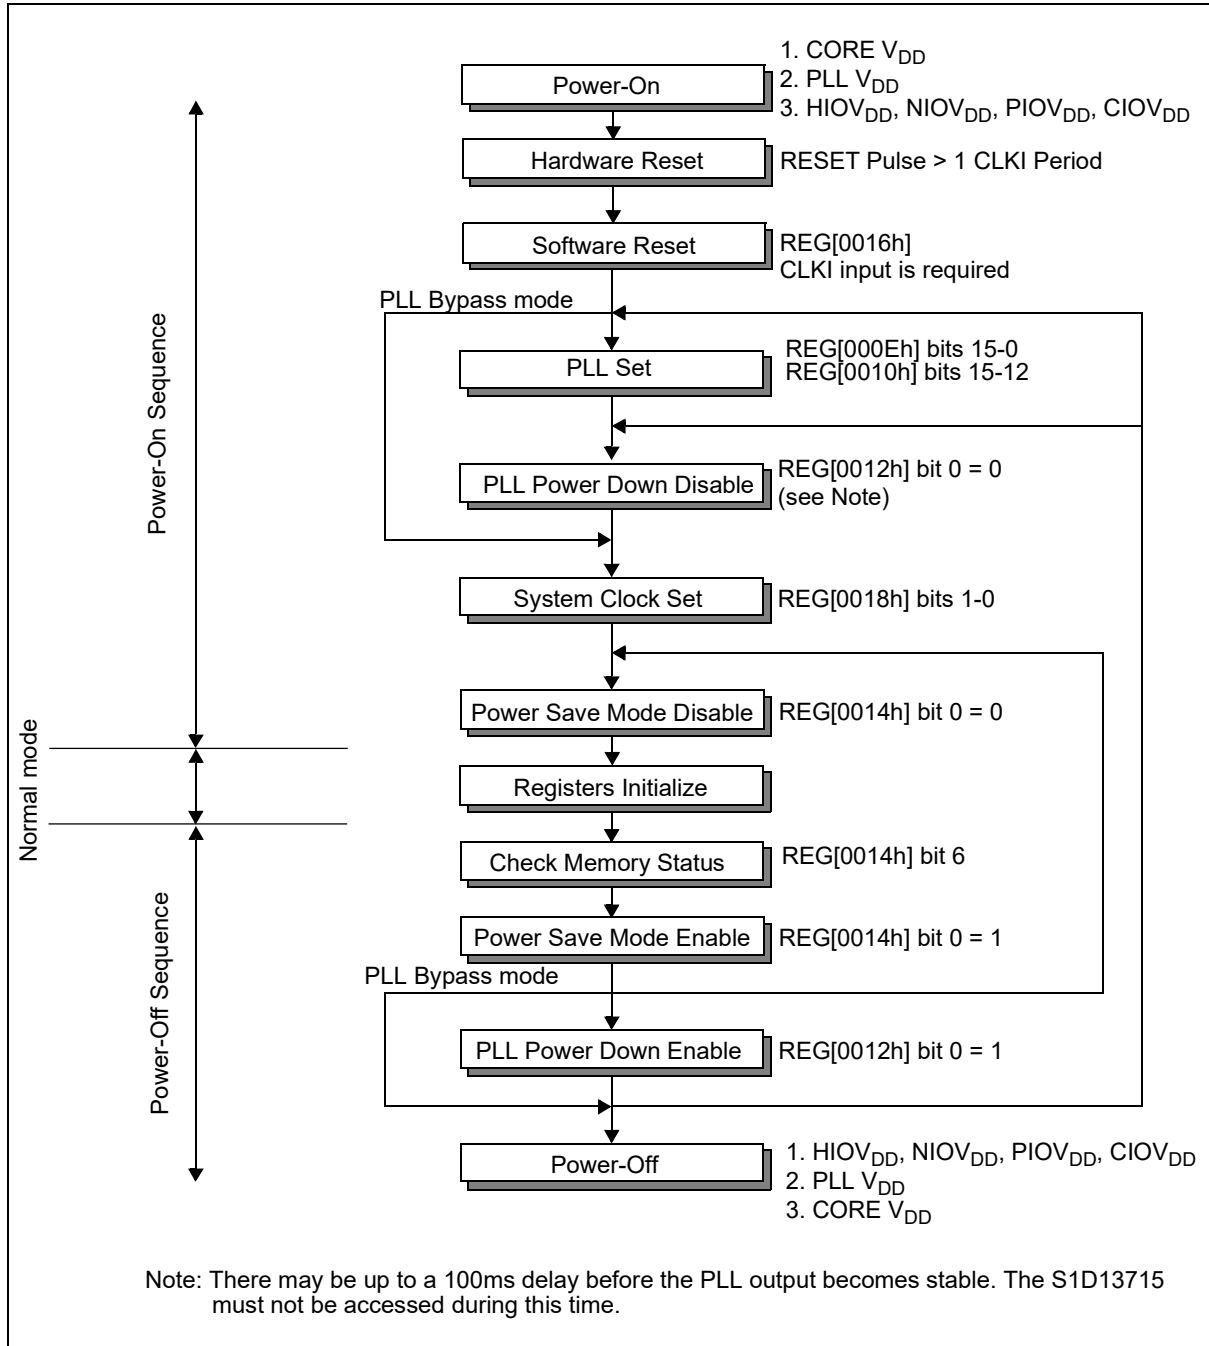 1. CORE VDD
Power-On
2. PLL VDD
3. HIOVDD, NIOVDD, PIOVDD, CIOVDD
Hardware Reset
RESET Pulse > 1 CLKI Period
Software Reset
REG[0016h]
CLKI input is required
PLL Bypass mode
PLL Set
REG[000Eh] bits 15-0
REG[0010h] bits 15-12
Power-On Sequence
PLL Power Down Disable
REG[0012h] bit 0 = 0
(see Note)
System Clock Set
REG[0018h] bits 1-0
Power Save Mode Disable
REG[0014h] bit 0 = 0
Normal mode
Registers Initialize
Check Memory Status
REG[0014h] bit 6
Power Save Mode Enable
REG[0014h] bit 0 = 1
PLL Bypass mode
Power-Off Sequence
PLL Power Down Enable
REG[0012h] bit 0 = 1
Power-Off
1. HIOVDD, NIOVDD, PIOVDD, CIOVDD
2. PLL VDD
3. CORE VDD
Note: There may be up to a 100ms delay before the PLL output becomes stable. The S1D13715
must not be accessed during this time.